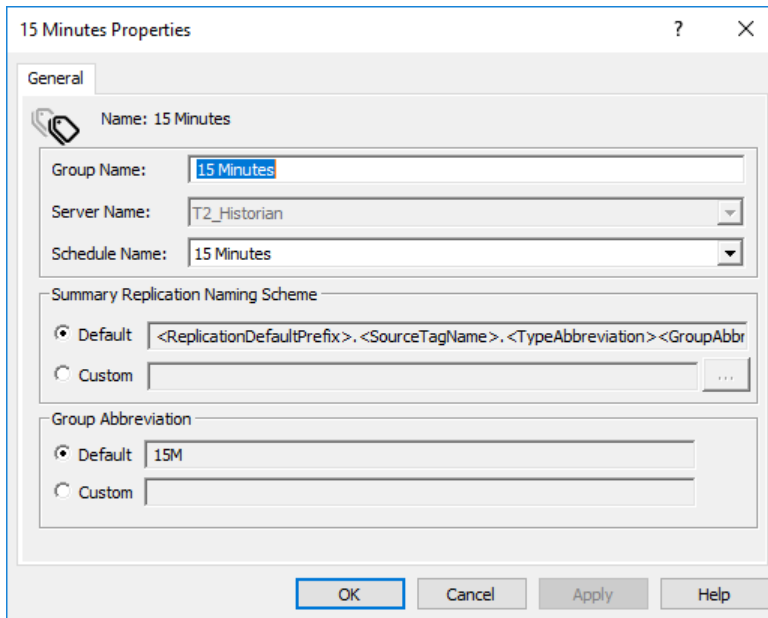 15 Minutes Properties ? ×
General
Name: 15 Minutes
Group Name: 15 Minutes
Server Name: T2_Historian
Schedule Name: 15 Minutes
Summary Replication Naming Scheme
Default <ReplicationDefaultPrefix>.<SourceTagName>.<TypeAbbreviation><GroupAbbr
Custom ...
Group Abbreviation
Default 15M
Custom
OK Cancel Apply Help